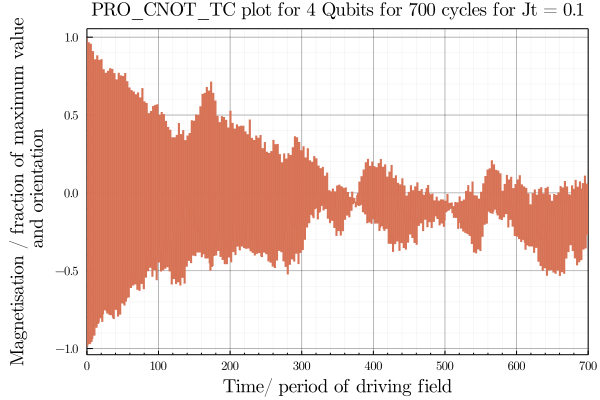 PRO_CNOT_TC plot for 4 Qubits for 700 cycles for Jt = 0.1
Magnetisation / fraction of maximum value
and orientation
1.0
0.5
0.0
−0.5
−1.0
0 100 200 300 400 500 600 700
Time/ period of driving field